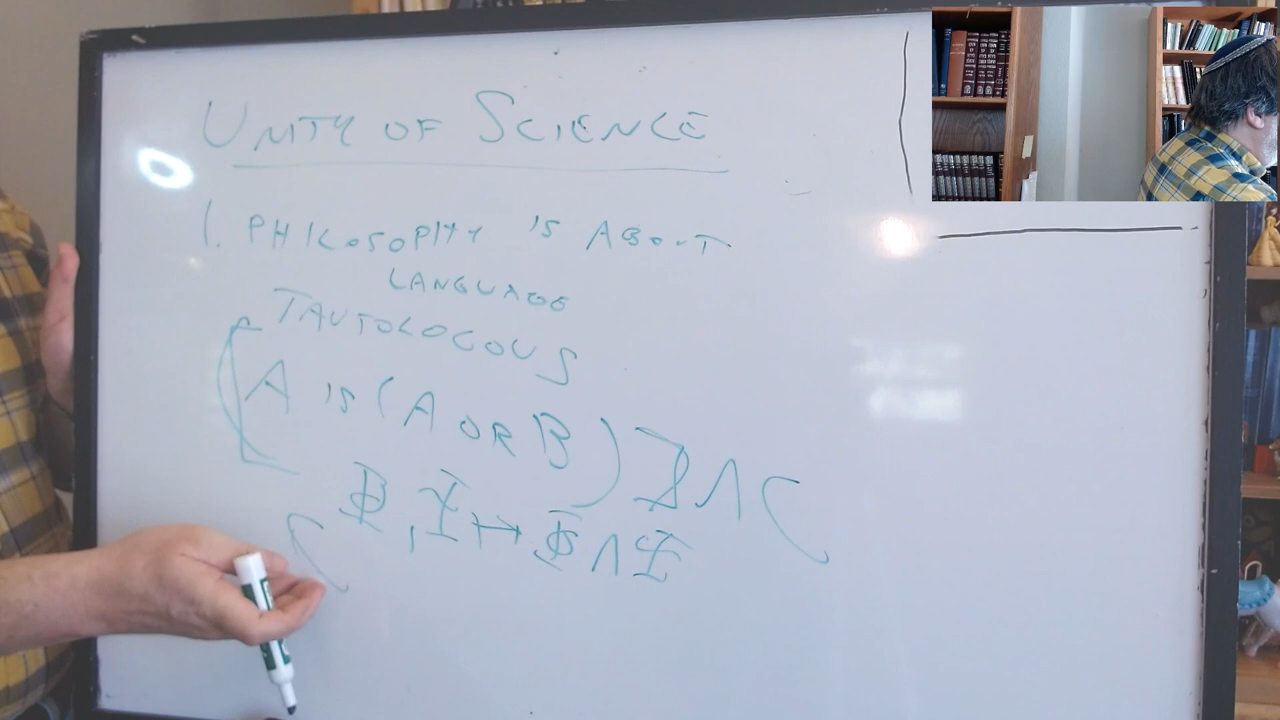 UNITY OF SCIENCE
1. PHILOSOPHY IS ABOUT
LANGUAGE
TAUTOLOGOUS
A IS (A OR B)
Φ, Ψ ↦ Φ ∧ Ψ